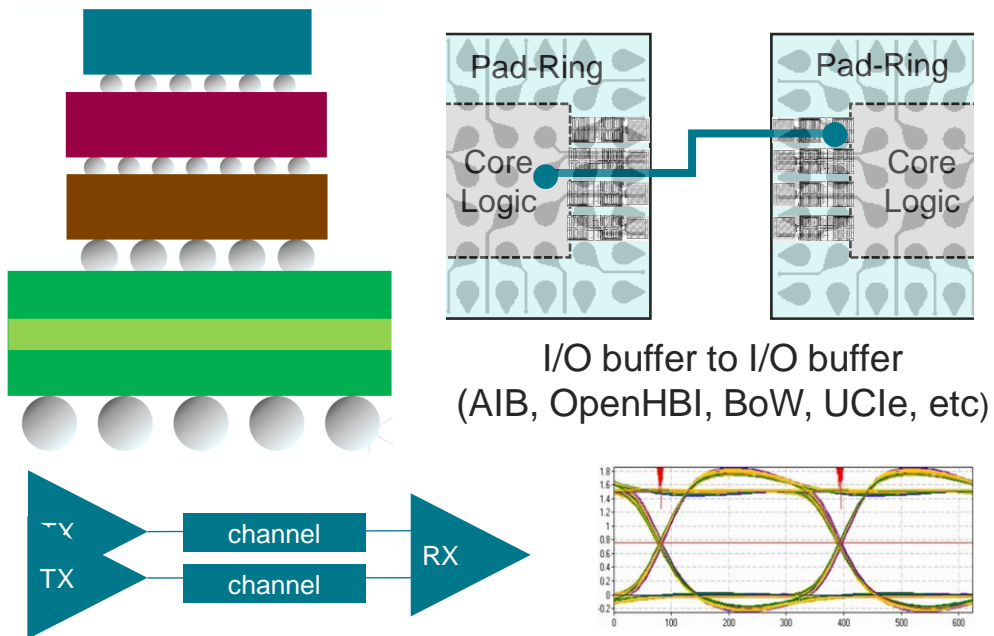 Pad-Ring
Core
Logic
Pad-Ring
Core
Logic
I/O buffer to I/O buffer
(AIB, OpenHBI, BoW, UCIe, etc)
TX
TX
channel
channel
RX
1.8
1.6
1.4
1.2
1.0
0.8
0.6
0.4
0.2
0
-0.2
0
100
200
300
400
500
600